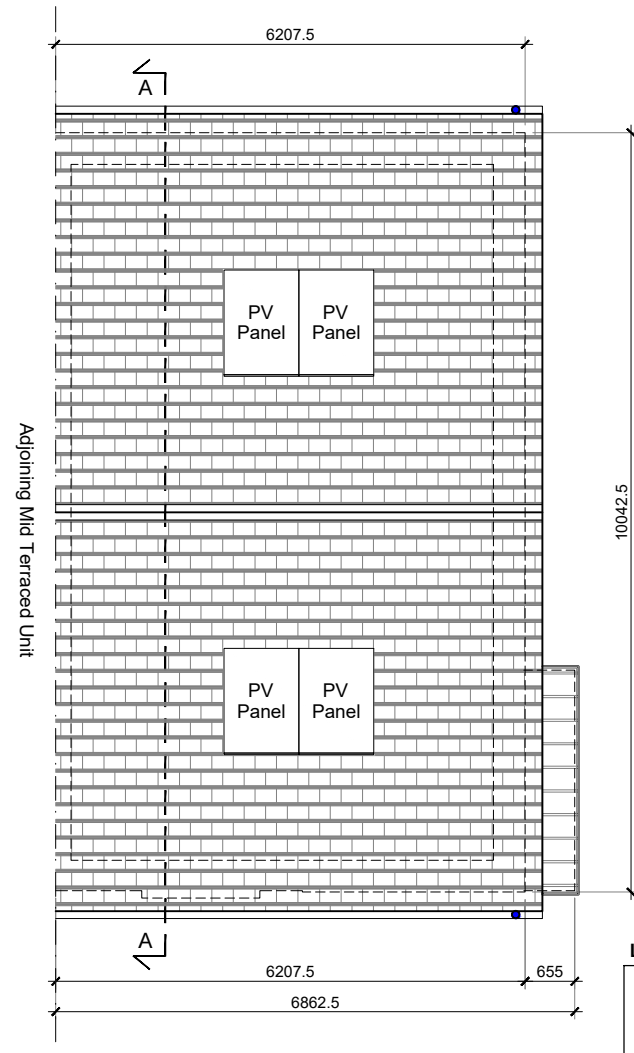 6207.5
A
PV
Panel
PV
Panel
Adjoining Mid Terraced Unit
10042.5
PV
Panel
PV
Panel
A
6207.5
655
6862.5